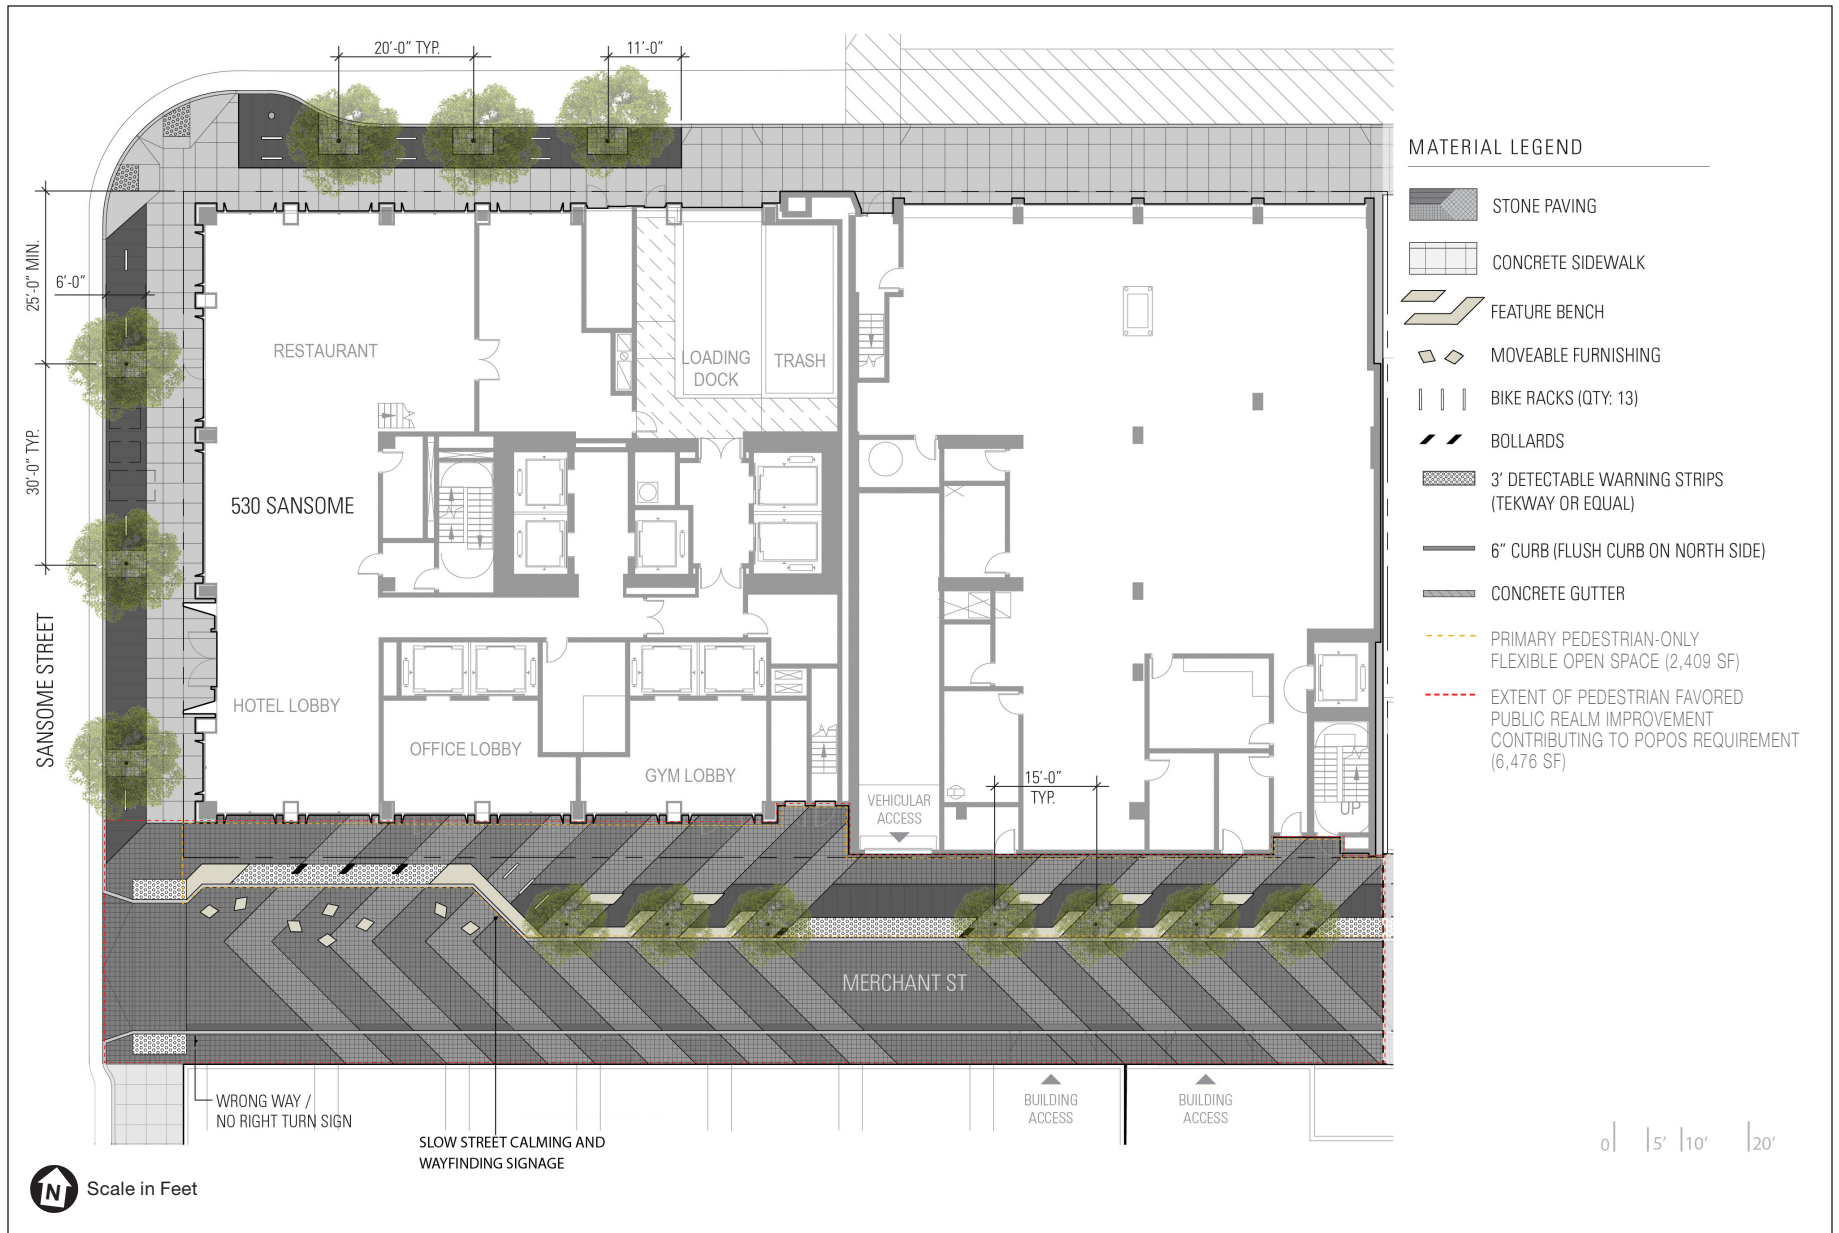 20'-0" TYP.
11'-0"
25'-0" MIN.
6'-0"
30'-0" TYP.
SANSOME STREET
RESTAURANT
LOADING
DOCK
TRASH
530 SANSOME
HOTEL LOBBY
OFFICE LOBBY
GYM LOBBY
VEHICULAR
ACCESS
15'-0"
TYP.
UP
MERCHANT ST
WRONG WAY /
NO RIGHT TURN SIGN
SLOW STREET CALMING AND
WAYFINDING SIGNAGE
BUILDING
ACCESS
BUILDING
ACCESS
MATERIAL LEGEND
STONE PAVING
CONCRETE SIDEWALK
FEATURE BENCH
MOVEABLE FURNISHING
BIKE RACKS (QTY: 13)
BOLLARDS
3' DETECTABLE WARNING STRIPS
(TEKWAY OR EQUAL)
6" CURB (FLUSH CURB ON NORTH SIDE)
CONCRETE GUTTER
PRIMARY PEDESTRIAN-ONLY
FLEXIBLE OPEN SPACE (2,409 SF)
EXTENT OF PEDESTRIAN FAVORED
PUBLIC REALM IMPROVEMENT
CONTRIBUTING TO POPOS REQUIREMENT
(6,476 SF)
0 5' 10' 20'
N Scale in Feet